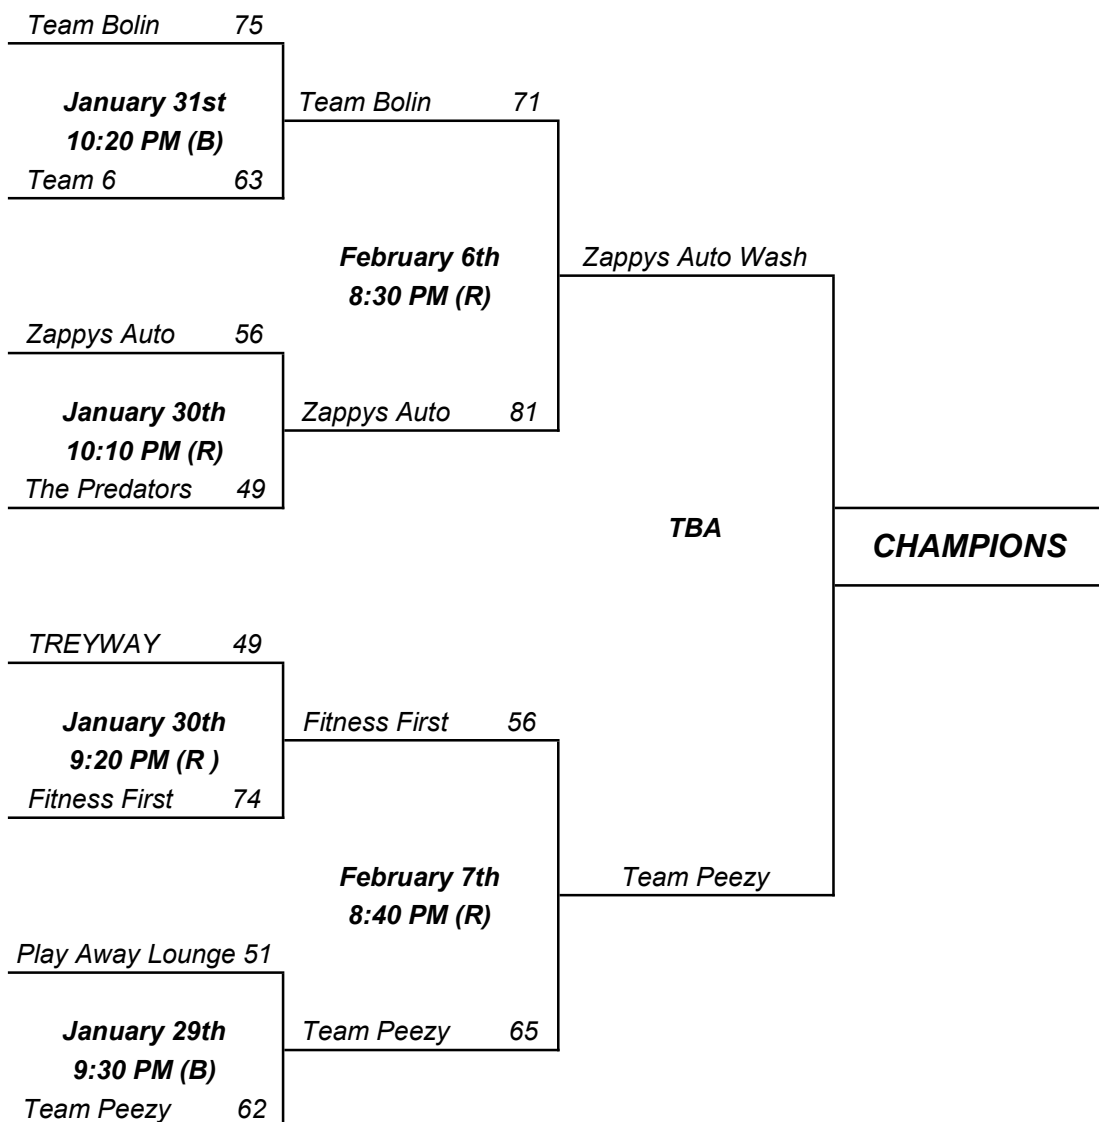 Team Bolin 75
January 31st
10:20 PM (B)
Team 6 63
Team Bolin 71
February 6th
8:30 PM (R)
Zappys Auto 56
January 30th
10:10 PM (R)
The Predators 49
Zappys Auto 81
Zappys Auto Wash
TBA
CHAMPIONS
TREYWAY 49
January 30th
9:20 PM (R )
Fitness First 74
Fitness First 56
February 7th
8:40 PM (R)
Team Peezy
Play Away Lounge 51
January 29th
9:30 PM (B)
Team Peezy 62
Team Peezy 65